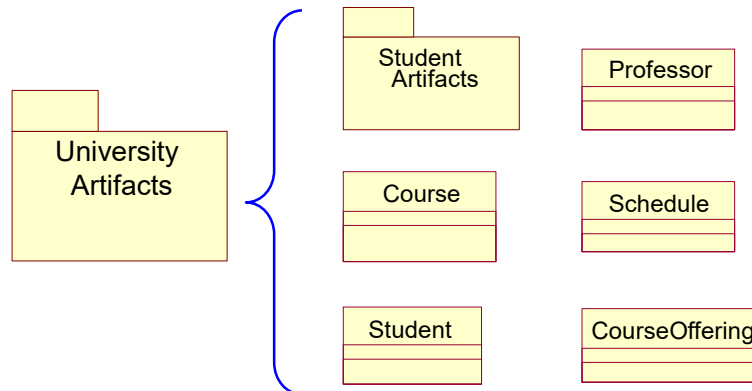 University
Artifacts
Student
Artifacts
Professor
Course
Schedule
Student
CourseOffering